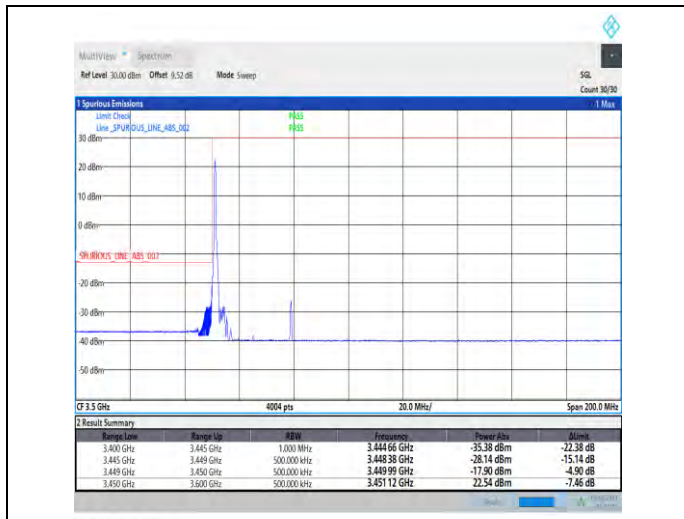 MultiView Spectrum
Ref Level 30.00 dBm Offset 9.52 dB Mode Sweep SGL
Count 30/30
1 Spurious Emissions 1 Max
Limit Check PASS
Line _SPURIOUS_LINE_ABS_002 PASS
30 dBm
20 dBm
10 dBm
0 dBm
-20 dBm
-30 dBm
-40 dBm
-50 dBm
CF 3.5 GHz 4004 pts 20.0 MHz/ Span 200.0 MHz
2 Result Summary
Range Low Range Up RBW Frequency Power Abs ΔLimit
3.400 GHz 3.445 GHz 1.000 MHz 3.444 66 GHz -35.38 dBm -22.38 dB
3.445 GHz 3.449 GHz 500.000 kHz 3.448 38 GHz -28.14 dBm -15.14 dB
3.449 GHz 3.450 GHz 500.000 kHz 3.449 99 GHz -17.90 dBm -4.90 dB
3.450 GHz 3.600 GHz 500.000 kHz 3.451 12 GHz 22.54 dBm -7.46 dB